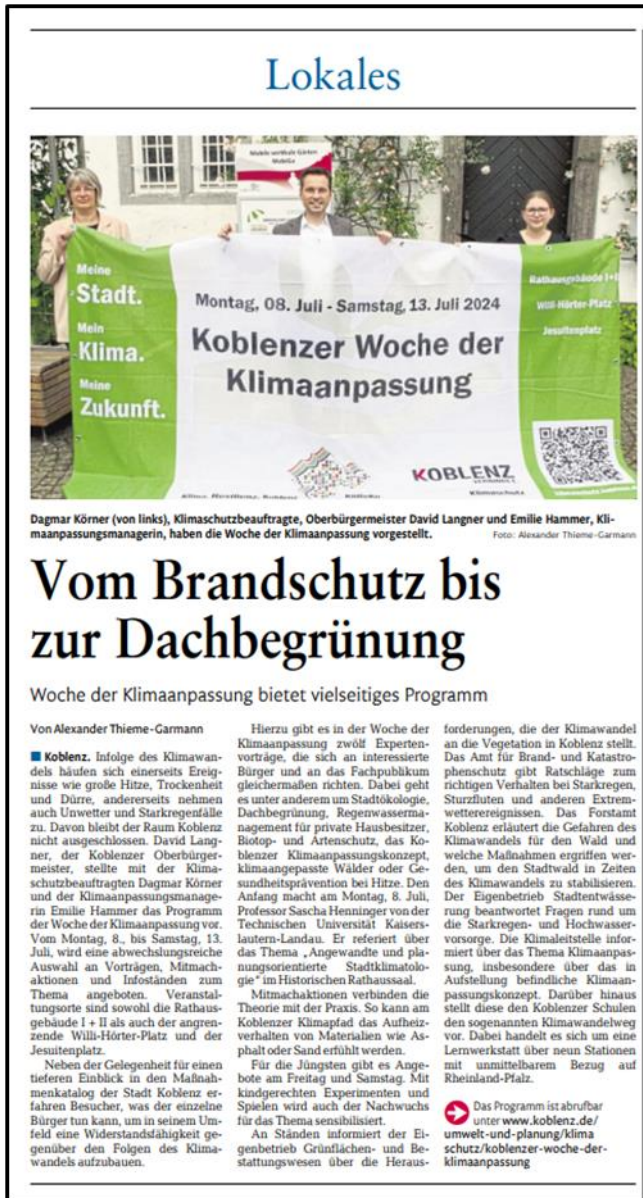 Lokales
Mobile vertikale Gärten
Meine
Stadt.
Mein
Klima.
Meine
Zukunft.
Montag, 08. Juli - Samstag, 13. Juli 2024
Koblenzer Woche der
Klimaanpassung
Rathausgebäude I+II
Willi-Hörter-Platz
Jesuitenplatz
KOBLENZ
Klimaschutz
Dagmar Körner (von links), Klimaschutzbeauftragte, Oberbürgermeister David Langner und Emilie Hammer, Kli-
maanpassungsmanagerin, haben die Woche der Klimaanpassung vorgestellt.
Foto: Alexander Thieme-Garmann
Vom Brandschutz bis
zur Dachbegrünung
Woche der Klimaanpassung bietet vielseitiges Programm
Von Alexander Thieme-Garmann
Koblenz. Infolge des Klimawan-
dels häufen sich einerseits Ereig-
nisse wie große Hitze, Trockenheit
und Dürre, andererseits nehmen
auch Unwetter und Starkregenfälle
zu. Davon bleibt der Raum Koblenz
nicht ausgeschlossen. David Lang-
ner, der Koblenzer Oberbürger-
meister, stellte mit der Klima-
schutzbeauftragten Dagmar Körner
und der Klimaanpassungsmanage-
rin Emilie Hammer das Programm
der Woche der Klimaanpassung vor.
Vom Montag, 8., bis Samstag, 13.
Juli, wird eine abwechslungsreiche
Auswahl an Vorträgen, Mitmach-
aktionen und Infoständen zum
Thema angeboten. Veranstal-
tungsorte sind sowohl die Rathaus-
gebäude I + II als auch der angren-
zende Willi-Hörter-Platz und der
Jesuitenplatz.
Neben der Gelegenheit für einen
tieferen Einblick in den Maßnah-
menkatalog der Stadt Koblenz er-
fahren Besucher, was der einzelne
Bürger tun kann, um in seinem Um-
feld eine Widerstandsfähigkeit ge-
genüber den Folgen des Klima-
wandels aufzubauen.
Hierzu gibt es in der Woche der
Klimaanpassung zwölf Experten-
vorträge, die sich an interessierte
Bürger und an das Fachpublikum
gleichermaßen richten. Dabei geht
es unter anderem um Stadtökologie,
Dachbegrünung, Regenwasserma-
nagement für private Hausbesitzer,
Biotop- und Artenschutz, das Ko-
blenzer Klimaanpassungskonzept,
klimaangepasste Wälder oder Ge-
sundheitsprävention bei Hitze. Den
Anfang macht am Montag, 8. Juli,
Professor Sascha Henninger von der
Technischen Universität Kaisers-
lautern-Landau. Er referiert über
das Thema „Angewandte und pla-
nungsorientierte Stadtklimatolo-
gie" im Historischen Rathaussaal.
Mitmachaktionen verbinden die
Theorie mit der Praxis. So kann am
Koblenzer Klimapfad das Aufheiz-
verhalten von Materialien wie As-
phalt oder Sand erfühlt werden.
Für die Jüngsten gibt es Ange-
bote am Freitag und Samstag. Mit
kindgerechten Experimenten und
Spielen wird auch der Nachwuchs
für das Thema sensibilisiert.
An Ständen informiert der Ei-
genbetrieb Grünflächen- und Be-
stattungswesen über die Heraus-
forderungen, die der Klimawandel
an die Vegetation in Koblenz stellt.
Das Amt für Brand- und Katastro-
phenschutz gibt Ratschläge zum
richtigen Verhalten bei Starkregen,
Sturzfluten und anderen Extrem-
wetterereignissen. Das Forstamt
Koblenz erläutert die Gefahren des
Klimawandels für den Wald und
welche Maßnahmen ergriffen wer-
den, um den Stadtwald in Zeiten
des Klimawandels zu stabilisieren.
Der Eigenbetrieb Stadtentwässe-
rung beantwortet Fragen rund um
die Starkregen- und Hochwasser-
vorsorge. Die Klimaleitstelle infor-
miert über das Thema Klimaanpas-
sung, insbesondere über das in
Aufstellung befindliche Klimaan-
passungskonzept. Darüber hinaus
stellt diese den Koblenzer Schulen
den sogenannten Klimawandelweg
vor. Dabei handelt es sich um eine
Lernwerkstatt über neun Stationen
mit unmittelbarem Bezug auf
Rheinland-Pfalz.
Das Programm ist abrufbar
unter www.koblenz.de/
umwelt-und-planung/klima
schutz/koblenzer-woche-der-
klimaanpassung